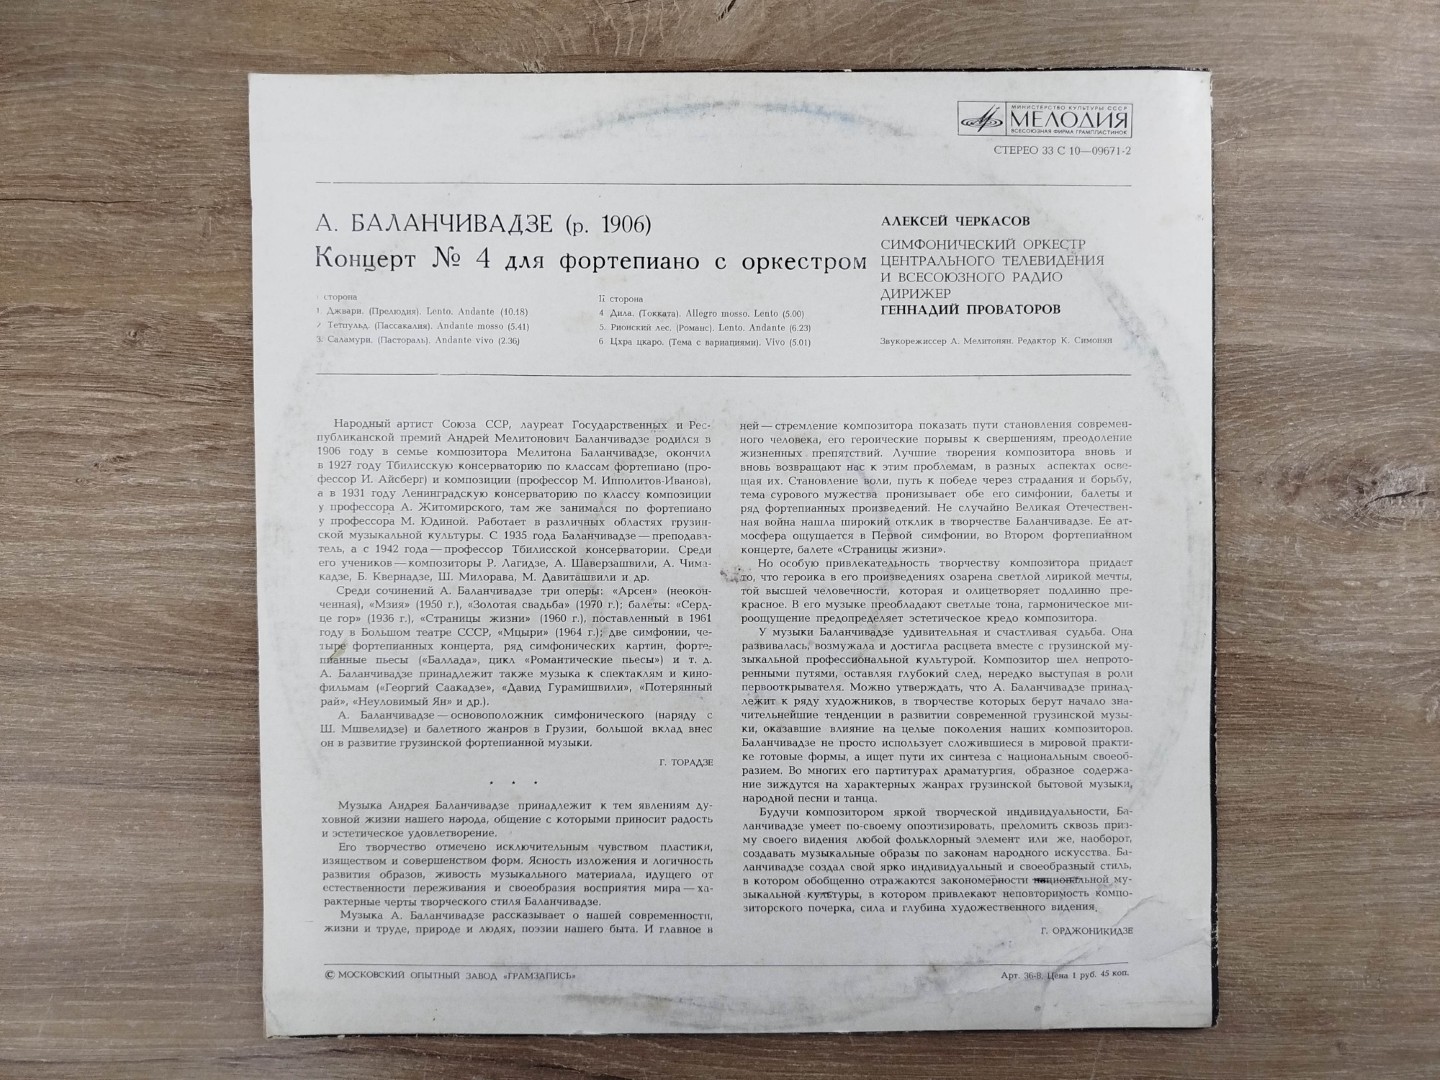 МИНИСТЕРСТВО КУЛЬТУРЫ СССР
МЕЛОДИЯ
ВСЕСОЮЗНАЯ ФИРМА ГРАМПЛАСТИНОК
СТЕРЕО 33 С 10—09671-2
А. БАЛАНЧИВАДЗЕ (р. 1906)
Концерт № 4 для фортепиано с оркестром
I сторона
1 Джвари. (Прелюдия). Lento. Andante (10.18)
2 Тетпульд. (Пассакалия). Andante mosso (5.41)
3. Саламури. (Пастораль). Andante vivo (2.36)
II сторона
4 Дила. (Токката). Allegro mosso. Lento (5.00)
5. Рионский лес. (Романс). Lento. Andante (6.23)
6 Цхра цкаро. (Тема с вариациями). Vivo (5.01)
АЛЕКСЕЙ ЧЕРКАСОВ
СИМФОНИЧЕСКИЙ ОРКЕСТР
ЦЕНТРАЛЬНОГО ТЕЛЕВИДЕНИЯ
И ВСЕСОЮЗНОГО РАДИО
ДИРИЖЕР
ГЕННАДИЙ ПРОВАТОРОВ
Звукорежиссер А. Мелитонян. Редактор К. Симонян
Народный артист Союза ССР, лауреат Государственных и Рес-
публиканской премий Андрей Мелитонович Баланчивадзе родился в
1906 году в семье композитора Мелитона Баланчивадзе, окончил
в 1927 году Тбилисскую консерваторию по классам фортепиано (про-
фессор И. Айсберг) и композиции (профессор М. Ипполитов-Иванов),
а в 1931 году Ленинградскую консерваторию по классу композиции
у профессора А. Житомирского, там же занимался по фортепиано
у профессора М. Юдиной. Работает в различных областях грузин-
ской музыкальной культуры. С 1935 года Баланчивадзе — преподава-
тель, а с 1942 года — профессор Тбилисской консерватории. Среди
его учеников — композиторы Р. Лагидзе, А. Шаверзашвили, А. Чима-
кадзе, Б. Квернадзе, Ш. Милорава, М. Давиташвили и др.
Среди сочинений А. Баланчивадзе три оперы: «Арсен» (неокон-
ченная), «Мзия» (1950 г.), «Золотая свадьба» (1970 г.); балеты: «Серд-
це гор» (1936 г.), «Страницы жизни» (1960 г.), поставленный в 1961
году в Большом театре СССР, «Мцыри» (1964 г.); две симфонии, че-
тыре фортепианных концерта, ряд симфонических картин, форте-
пианные пьесы («Баллада», цикл «Романтические пьесы») и т. д.
А. Баланчивадзе принадлежит также музыка к спектаклям и кино-
фильмам («Георгий Саакадзе», «Давид Гурамишвили», «Потерянный
рай», «Неуловимый Ян» и др.).
А. Баланчивадзе — основоположник симфонического (наряду с
Ш. Мшвелидзе) и балетного жанров в Грузии, большой вклад внес
он в развитие грузинской фортепианной музыки.
Г. ТОРАДЗЕ
• • •
Музыка Андрея Баланчивадзе принадлежит к тем явлениям ду-
ховной жизни нашего народа, общение с которыми приносит радость
и эстетическое удовлетворение.
Его творчество отмечено исключительным чувством пластики,
изяществом и совершенством форм. Ясность изложения и логичность
развития образов, живость музыкального материала, идущего от
естественности переживания и своеобразия восприятия мира — ха-
рактерные черты творческого стиля Баланчивадзе.
Музыка А. Баланчивадзе рассказывает о нашей современности,
жизни и труде, природе и людях, поэзии нашего быта. И главное в
ней — стремление композитора показать пути становления современ-
ного человека, его героические порывы к свершениям, преодоление
жизненных препятствий. Лучшие творения композитора вновь и
вновь возвращают нас к этим проблемам, в разных аспектах осве-
щая их. Становление воли, путь к победе через страдания и борьбу,
тема сурового мужества пронизывает обе его симфонии, балеты и
ряд фортепианных произведений. Не случайно Великая Отечествен-
ная война нашла широкий отклик в творчестве Баланчивадзе. Ее ат-
мосфера ощущается в Первой симфонии, во Втором фортепианном
концерте, балете «Страницы жизни».
Но особую привлекательность творчеству композитора придает
то, что героика в его произведениях озарена светлой лирикой мечты,
той высшей человечности, которая и олицетворяет подлинно пре-
красное. В его музыке преобладают светлые тона, гармоническое ми-
роощущение предопределяет эстетическое кредо композитора.
У музыки Баланчивадзе удивительная и счастливая судьба. Она
развивалась, возмужала и достигла расцвета вместе с грузинской му-
зыкальной профессиональной культурой. Композитор шел непрото-
ренными путями, оставляя глубокий след, нередко выступая в роли
первооткрывателя. Можно утверждать, что А. Баланчивадзе принад-
лежит к ряду художников, в творчестве которых берут начало зна-
чительнейшие тенденции в развитии современной грузинской музы-
ки, оказавшие влияние на целые поколения наших композиторов.
Баланчивадзе не просто использует сложившиеся в мировой практи-
ке готовые формы, а ищет пути их синтеза с национальным своеоб-
разием. Во многих его партитурах драматургия, образное содержа-
ние зиждутся на характерных жанрах грузинской бытовой музыки,
народной песни и танца.
Будучи композитором яркой творческой индивидуальности, Ба-
ланчивадзе умеет по-своему опоэтизировать, преломить сквозь приз-
му своего видения любой фольклорный элемент или же, наоборот,
создавать музыкальные образы по законам народного искусства. Ба-
ланчивадзе создал свой ярко индивидуальный и своеобразный стиль,
в котором обобщенно отражаются закономерности национальной му-
зыкальной культуры, в котором привлекают неповторимость компо-
зиторского почерка, сила и глубина художественного видения.
Г. ОРДЖОНИКИДЗЕ
© МОСКОВСКИЙ ОПЫТНЫЙ ЗАВОД «ГРАМЗАПИСЬ»
Арт. 36-8. Цена 1 руб. 45 коп.